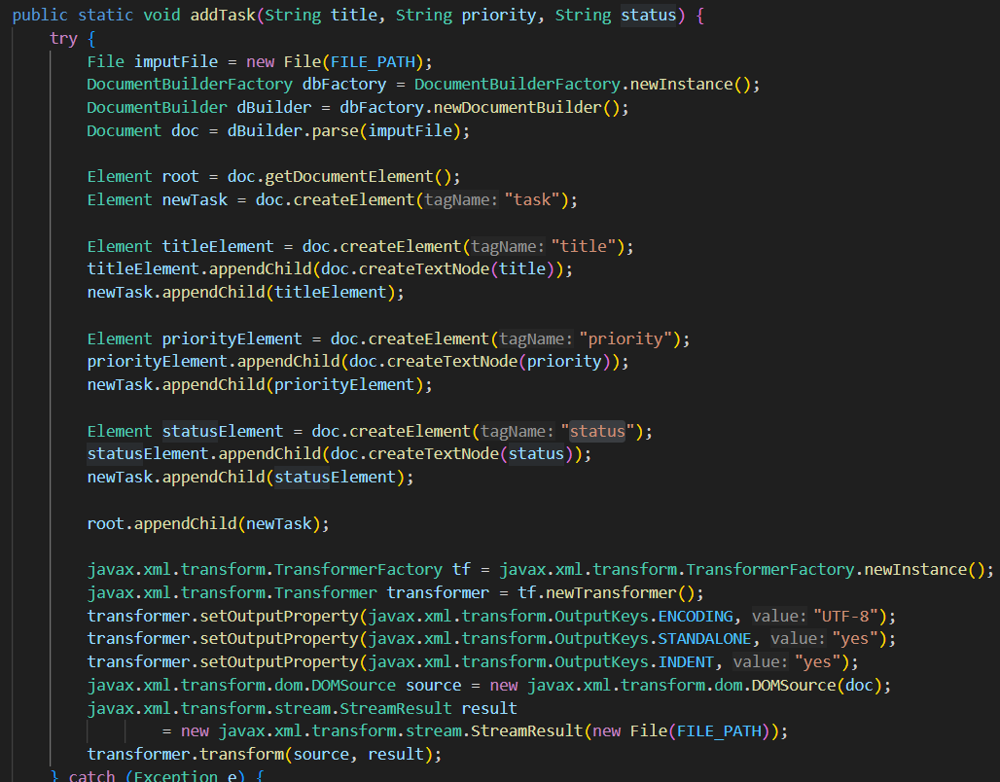 public static void addTask(String title, String priority, String status) {
try {
File imputFile = new File(FILE_PATH);
DocumentBuilderFactory dbFactory = DocumentBuilderFactory.newInstance();
DocumentBuilder dBuilder = dbFactory.newDocumentBuilder();
Document doc = dBuilder.parse(imputFile);
Element root = doc.getDocumentElement();
Element newTask = doc.createElement(tagName: "task");
Element titleElement = doc.createElement(tagName: "title");
titleElement.appendChild(doc.createTextNode(title));
newTask.appendChild(titleElement);
Element priorityElement = doc.createElement(tagName: "priority");
priorityElement.appendChild(doc.createTextNode(priority));
newTask.appendChild(priorityElement);
Element statusElement = doc.createElement(tagName: "status");
statusElement.appendChild(doc.createTextNode(status));
newTask.appendChild(statusElement);
root.appendChild(newTask);
javax.xml.transform.TransformerFactory tf = javax.xml.transform.TransformerFactory.newInstance();
javax.xml.transform.Transformer transformer = tf.newTransformer();
transformer.setOutputProperty(javax.xml.transform.OutputKeys.ENCODING, value: "UTF-8");
transformer.setOutputProperty(javax.xml.transform.OutputKeys.STANDALONE, value: "yes");
transformer.setOutputProperty(javax.xml.transform.OutputKeys.INDENT, value: "yes");
javax.xml.transform.dom.DOMSource source = new javax.xml.transform.dom.DOMSource(doc);
javax.xml.transform.stream.StreamResult result
= new javax.xml.transform.stream.StreamResult(new File(FILE_PATH));
transformer.transform(source, result);
} catch (Exception e) {